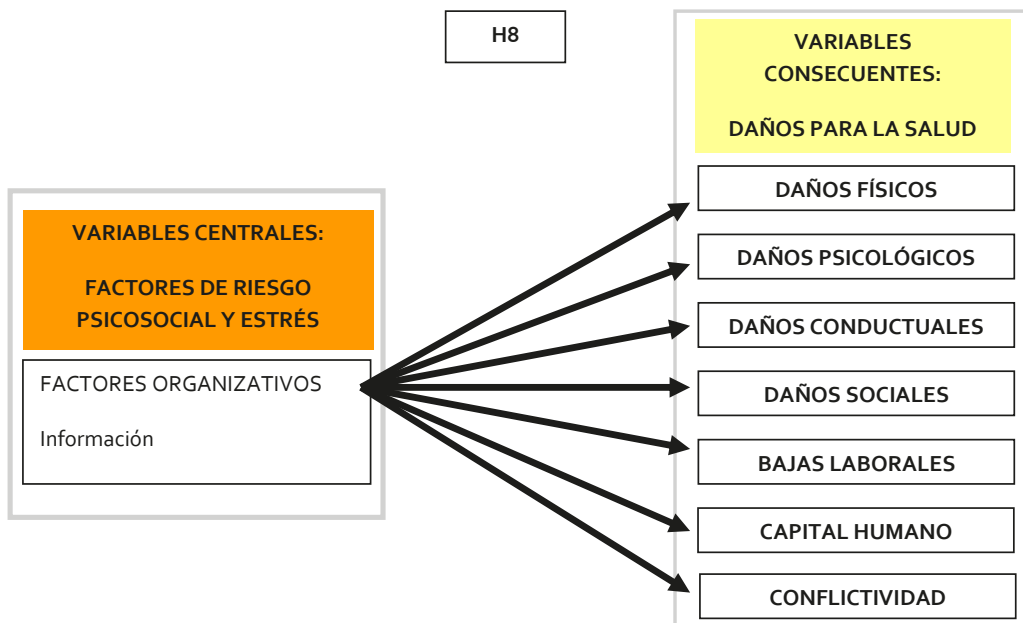 H8
VARIABLES
CONSECUENTES:
DAÑOS PARA LA SALUD
VARIABLES CENTRALES:
FACTORES DE RIESGO
PSICOSOCIAL Y ESTRÉS
FACTORES ORGANIZATIVOS
Información
DAÑOS FÍSICOS
DAÑOS PSICOLÓGICOS
DAÑOS CONDUCTUALES
DAÑOS SOCIALES
BAJAS LABORALES
CAPITAL HUMANO
CONFLICTIVIDAD